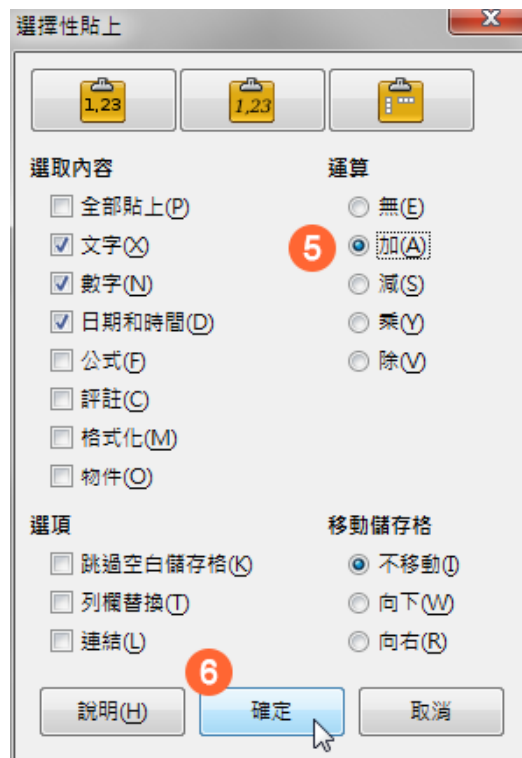 選擇性貼上
1,23
1,23
選取內容
全部貼上(P)
文字(X)
數字(N)
日期和時間(D)
公式(F)
評註(C)
格式化(M)
物件(O)
運算
無(E)
5
加(A)
減(S)
乘(Y)
除(V)
選項
跳過空白儲存格(K)
列欄替換(T)
連結(L)
移動儲存格
不移動(I)
向下(W)
向右(R)
6
說明(H)
確定
取消